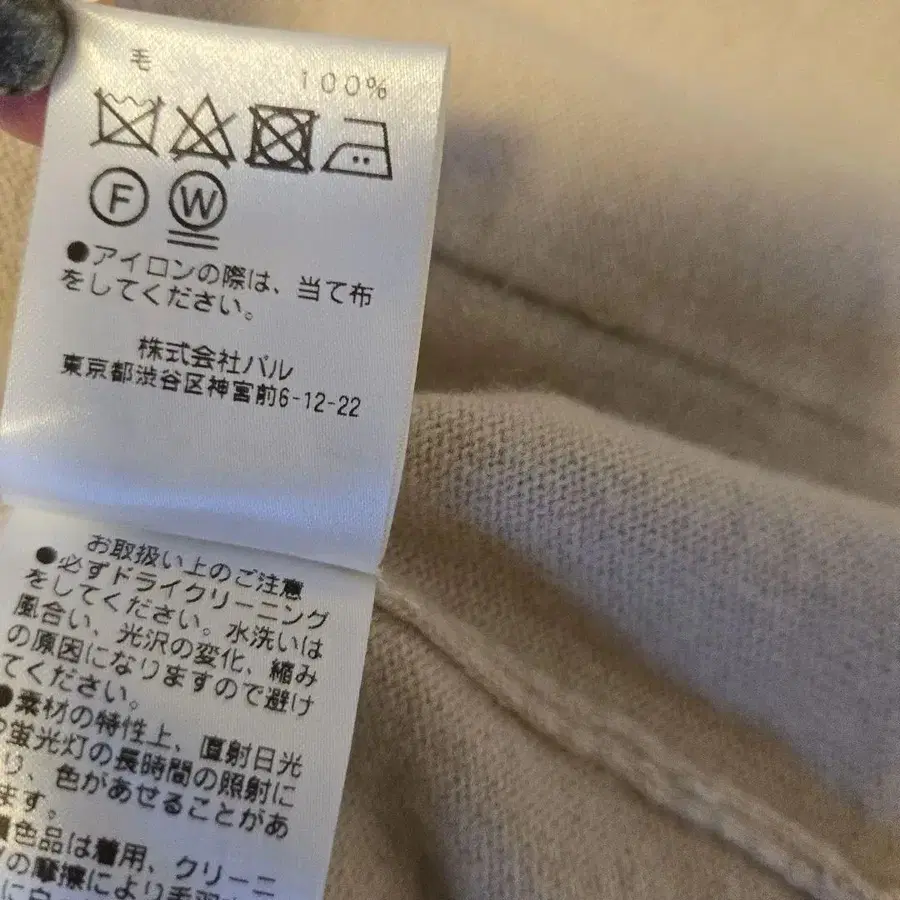 毛 100%
F W
●アイロンの際は、当て布
をしてください。
株式会社パル
東京都渋谷区神宮前6-12-22
お取扱い上のご注意
●必ずドライクリーニング
をしてください。水洗いは
風合い、光沢の変化、縮み
の原因になりますので避け
てください。
●素材の特性上、直射日光
や蛍光灯の長時間の照射に
り、色があせることがあ
ます。
色品は着用、クリーニ
の摩擦により毛羽